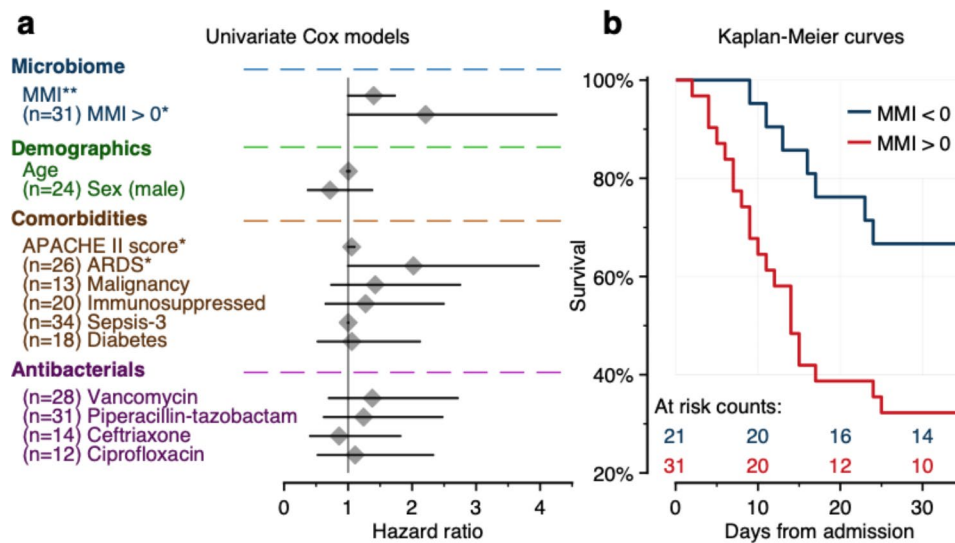 a
Univariate Cox models
Microbiome
MMI**
(n=31) MMI > 0*
Demographics
Age
(n=24) Sex (male)
Comorbidities
APACHE II score*
(n=26) ARDS*
(n=13) Malignancy
(n=20) Immunosuppressed
(n=34) Sepsis-3
(n=18) Diabetes
Antibacterials
(n=28) Vancomycin
(n=31) Piperacillin-tazobactam
(n=14) Ceftriaxone
(n=12) Ciprofloxacin
0 1 2 3 4
Hazard ratio
b
Kaplan-Meier curves
100%
80%
60%
40%
20%
Survival
MMI < 0
MMI > 0
At risk counts:
21 20 16 14
31 20 12 10
0 10 20 30
Days from admission